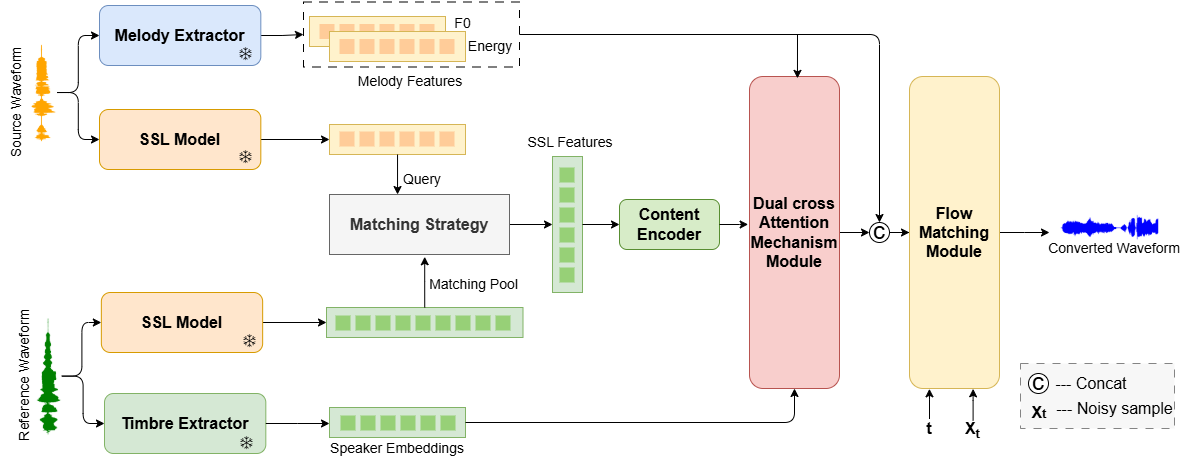 Source Waveform
Melody Extractor
F0
Energy
Melody Features
SSL Model
Query
Matching Strategy
Matching Pool
SSL Features
Content
Encoder
Dual cross
Attention
Mechanism
Module
C
Flow
Matching
Module
Converted Waveform
Reference Waveform
SSL Model
Timbre Extractor
Speaker Embeddings
t
Xt
C --- Concat
Xt --- Noisy sample